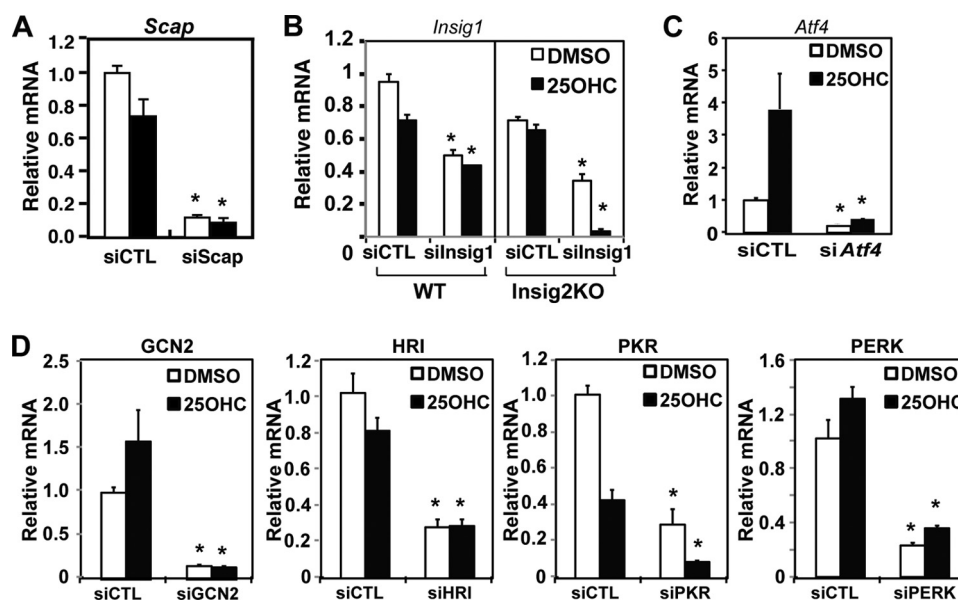 A
Scap
Relative mRNA
1.2
1.0
0.8
0.6
0.4
0.2
0.0
* *
siCTL siScap
B
Insig1
Relative mRNA
1.2
1
0.8
0.6
0.4
0.2
0
DMSO
25OHC
* *
* *
siCTL siInsig1 siCTL siInsig1
WT Insig2KO
C
Atf4
Relative mRNA
6
5
4
3
2
1
0
DMSO
25OHC
* *
siCTL siAtf4
D
GCN2
Relative mRNA
2.5
2.0
1.5
1.0
0.5
0
DMSO
25OHC
* *
siCTL siGCN2
HRI
Relative mRNA
1.2
1.0
0.8
0.6
0.4
0.2
0
DMSO
25OHC
* *
siCTL siHRI
PKR
Relative mRNA
1.2
1.0
0.8
0.6
0.4
0.2
0
DMSO
25OHC
* *
siCTL siPKR
PERK
Relative mRNA
1.6
1.2
0.8
0.4
0
DMSO
25OHC
* *
siCTL siPERK